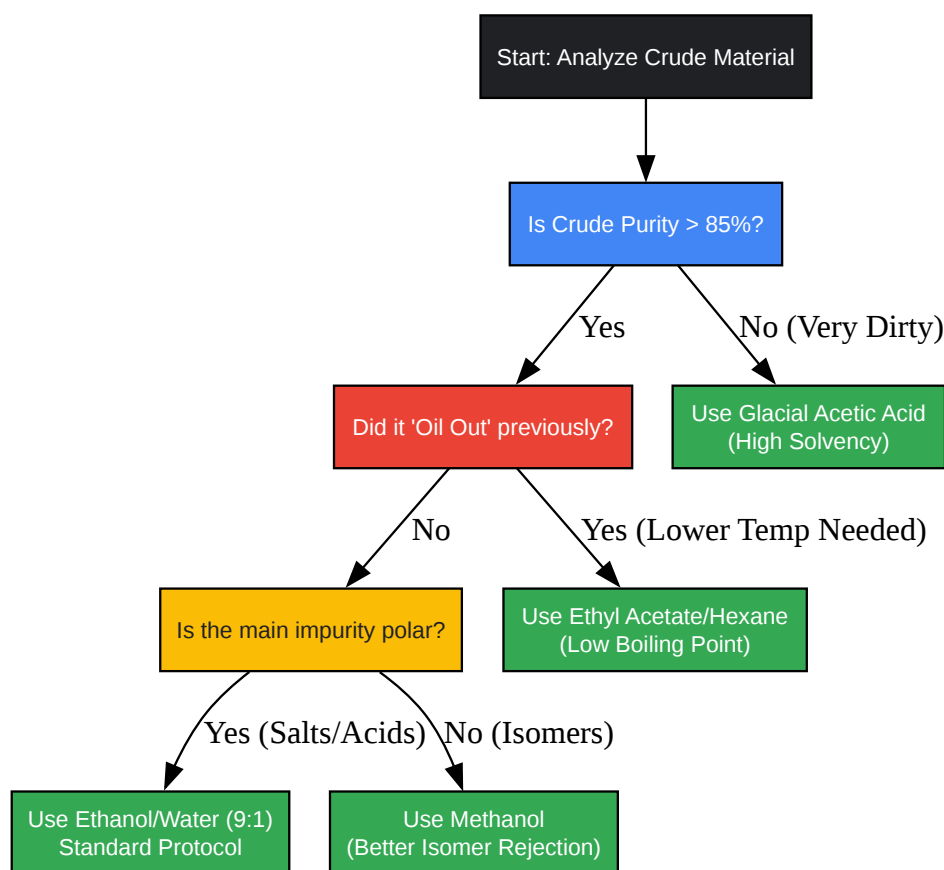 Start: Analyze Crude Material
Is Crude Purity > 85%?
Yes
No (Very Dirty)
Did it 'Oil Out' previously?
Use Glacial Acetic Acid
(High Solvency)
No
Yes (Lower Temp Needed)
Is the main impurity polar?
Use Ethyl Acetate/Hexane
(Low Boiling Point)
Yes (Salts/Acids)
No (Isomers)
Use Ethanol/Water (9:1)
Standard Protocol
Use Methanol
(Better Isomer Rejection)